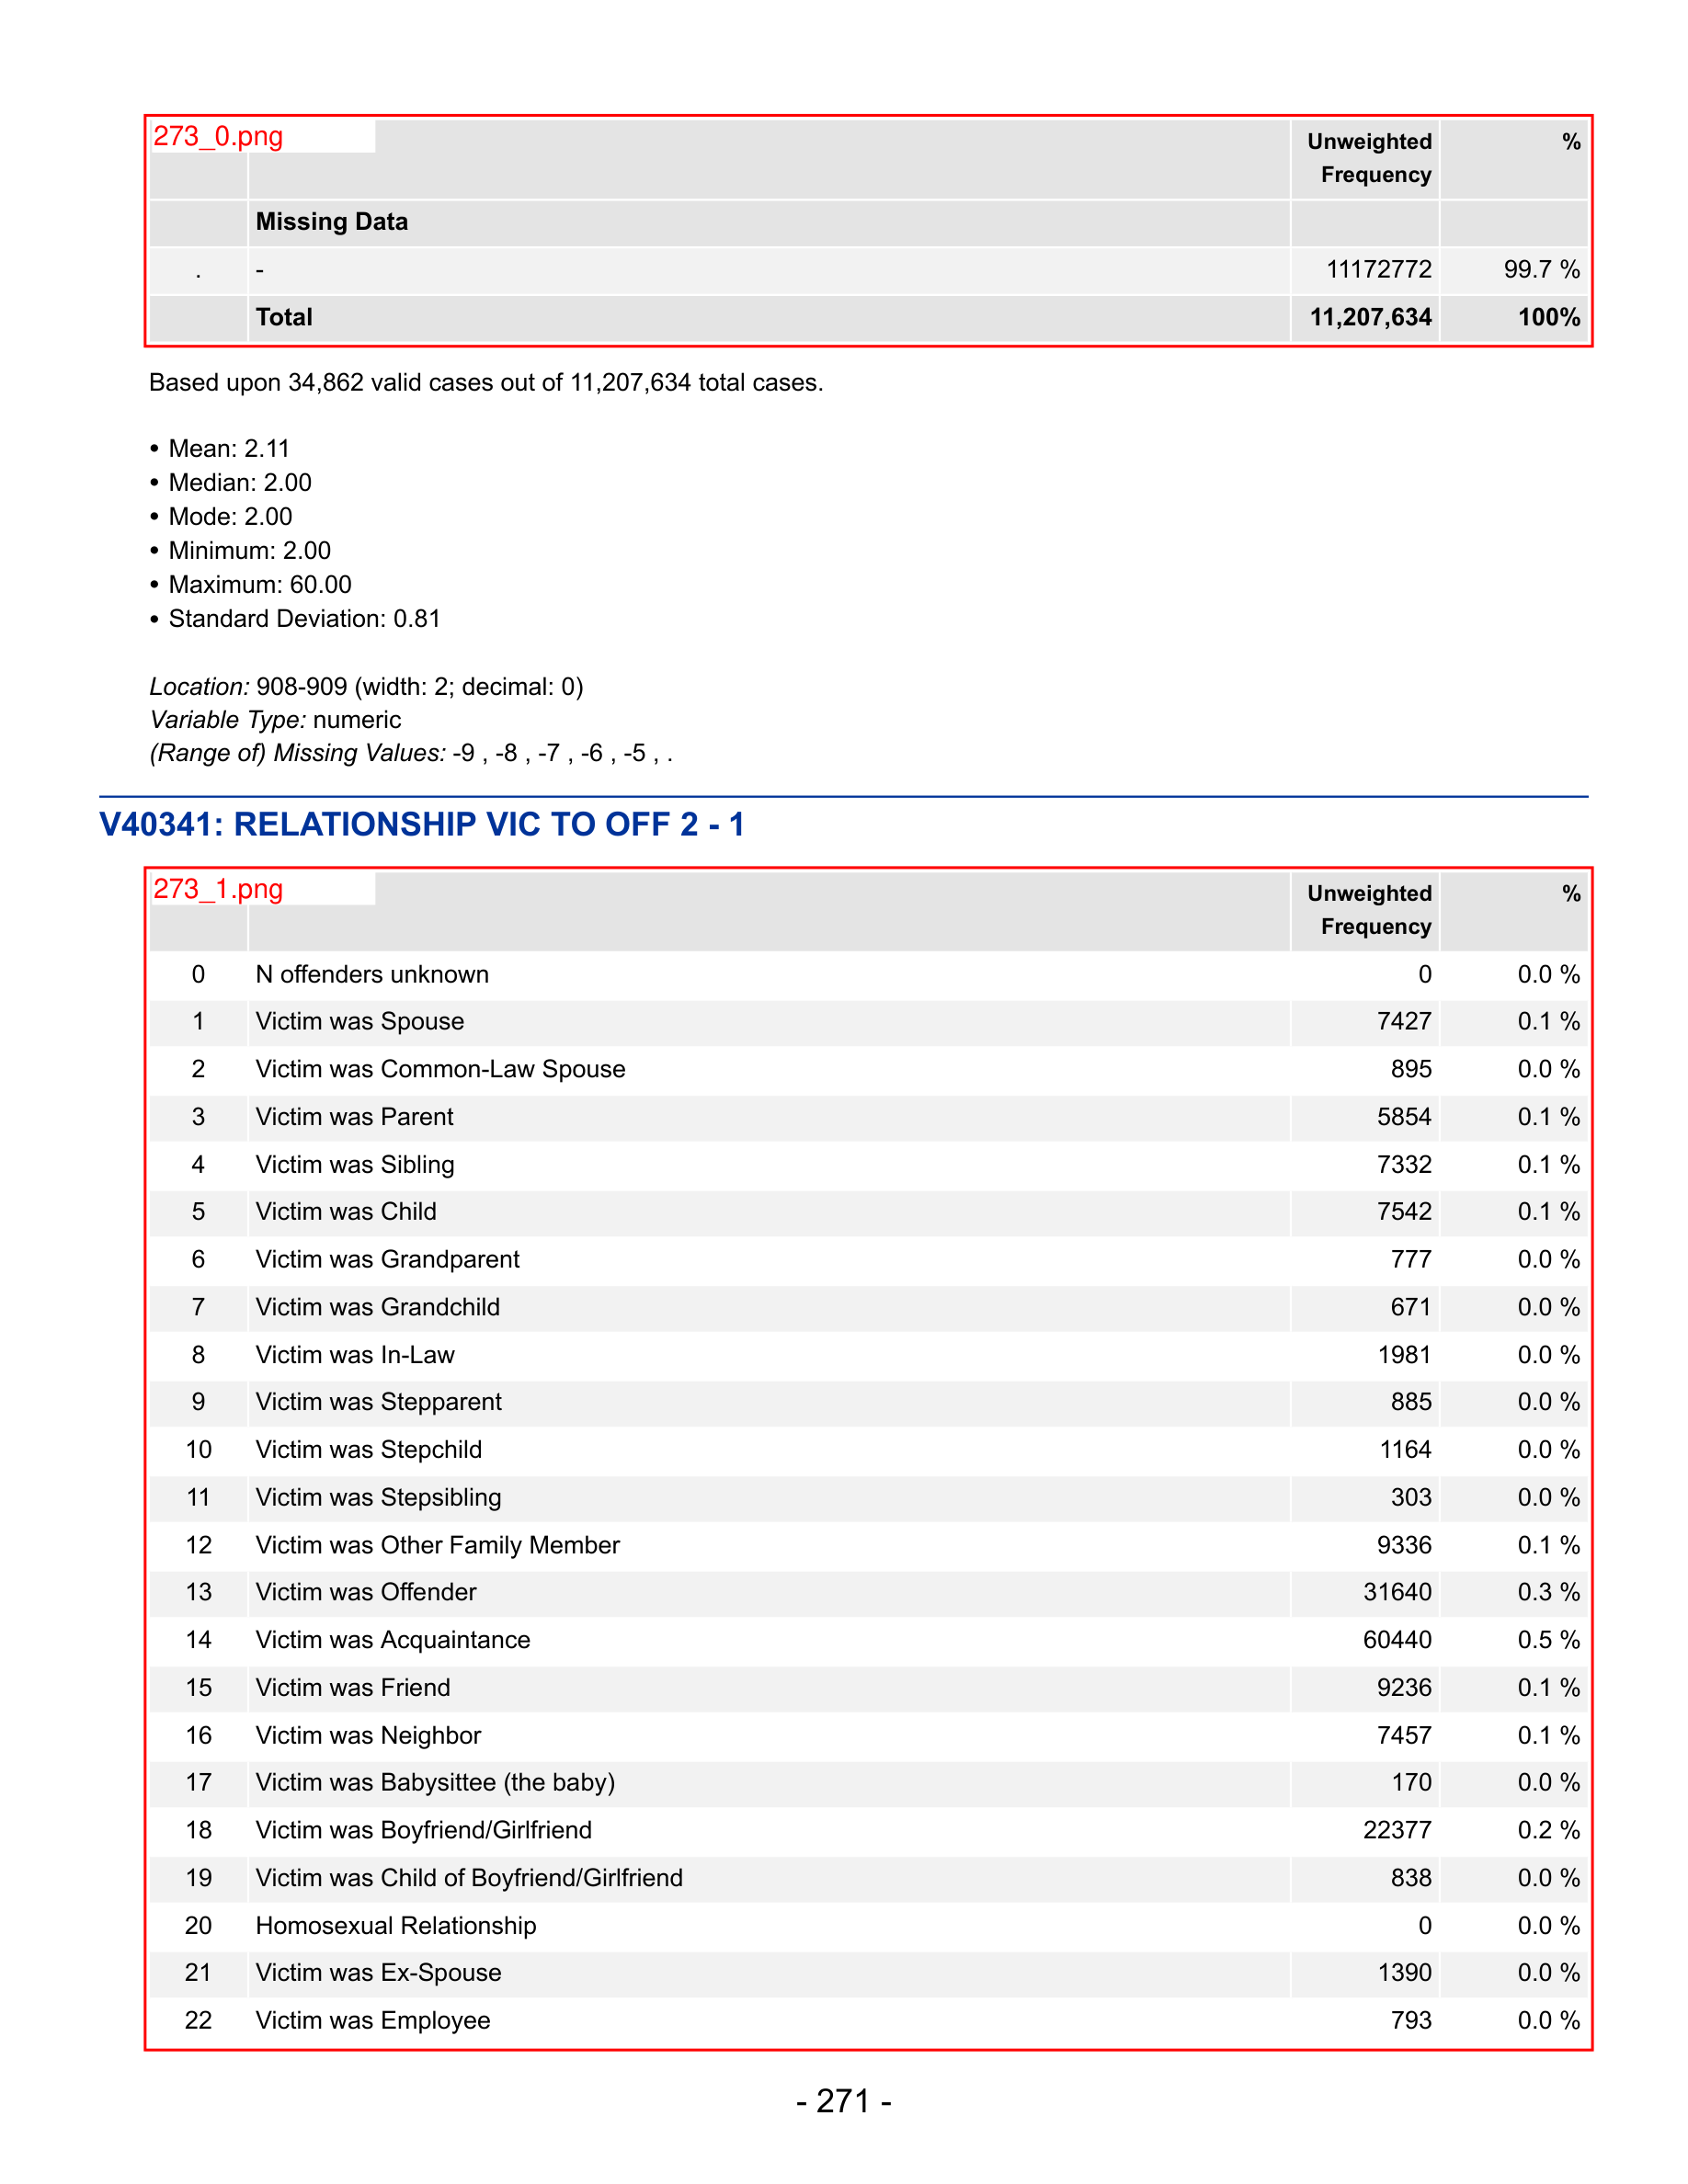 273_0.png
Unweighted Frequency %
Missing Data
. - 11172772 99.7 %
Total 11,207,634 100%
Based upon 34,862 valid cases out of 11,207,634 total cases.
• Mean: 2.11
• Median: 2.00
• Mode: 2.00
• Minimum: 2.00
• Maximum: 60.00
• Standard Deviation: 0.81
Location: 908-909 (width: 2; decimal: 0)
Variable Type: numeric
(Range of) Missing Values: -9 , -8 , -7 , -6 , -5 , .
V40341: RELATIONSHIP VIC TO OFF 2 - 1
273_1.png
Unweighted Frequency %
0 N offenders unknown 0 0.0 %
1 Victim was Spouse 7427 0.1 %
2 Victim was Common-Law Spouse 895 0.0 %
3 Victim was Parent 5854 0.1 %
4 Victim was Sibling 7332 0.1 %
5 Victim was Child 7542 0.1 %
6 Victim was Grandparent 777 0.0 %
7 Victim was Grandchild 671 0.0 %
8 Victim was In-Law 1981 0.0 %
9 Victim was Stepparent 885 0.0 %
10 Victim was Stepchild 1164 0.0 %
11 Victim was Stepsibling 303 0.0 %
12 Victim was Other Family Member 9336 0.1 %
13 Victim was Offender 31640 0.3 %
14 Victim was Acquaintance 60440 0.5 %
15 Victim was Friend 9236 0.1 %
16 Victim was Neighbor 7457 0.1 %
17 Victim was Babysittee (the baby) 170 0.0 %
18 Victim was Boyfriend/Girlfriend 22377 0.2 %
19 Victim was Child of Boyfriend/Girlfriend 838 0.0 %
20 Homosexual Relationship 0 0.0 %
21 Victim was Ex-Spouse 1390 0.0 %
22 Victim was Employee 793 0.0 %
- 271 -